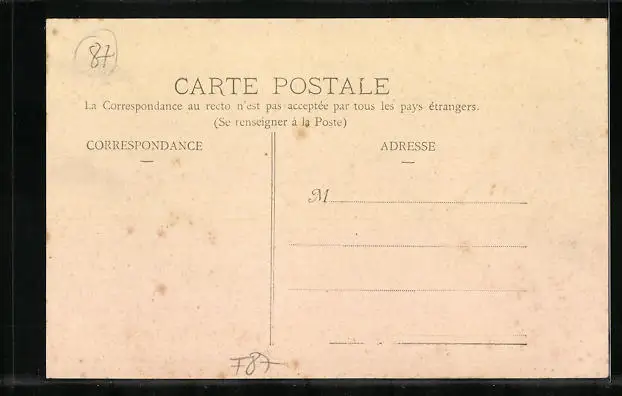 87
CARTE POSTALE
La Correspondance au recto n'est pas acceptée par tous les pays étrangers.
(Se renseigner à la Poste)
CORRESPONDANCE
ADRESSE
M
F87